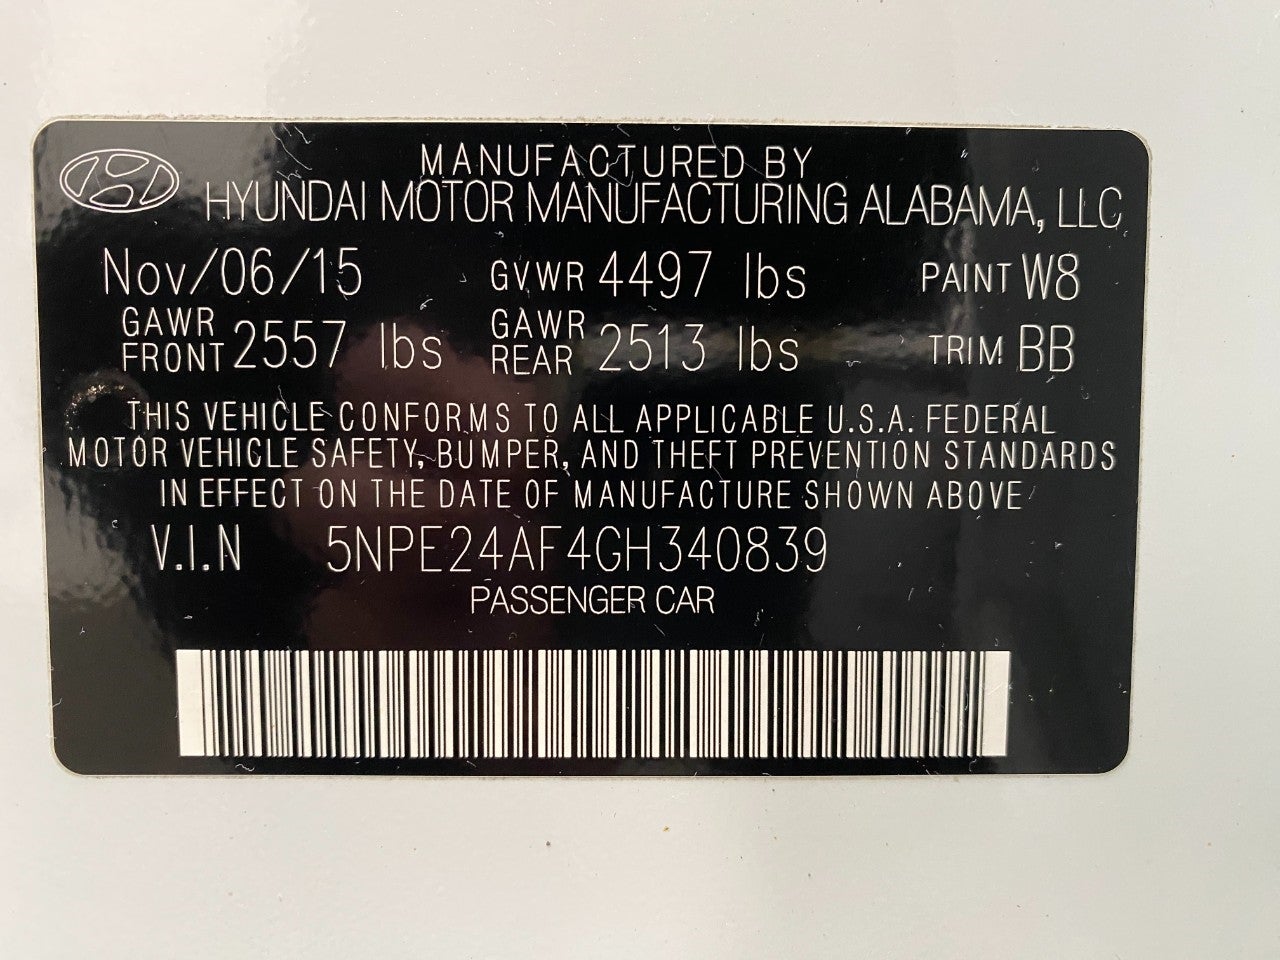 MANUFACTURED BY
HYUNDAI MOTOR MANUFACTURING ALABAMA, LLC
Nov/06/15 GVWR 4497 lbs PAINT W8
GAWR FRONT 2557 lbs GAWR REAR 2513 lbs TRIM BB
THIS VEHICLE CONFORMS TO ALL APPLICABLE U.S.A. FEDERAL
MOTOR VEHICLE SAFETY, BUMPER, AND THEFT PREVENTION STANDARDS
IN EFFECT ON THE DATE OF MANUFACTURE SHOWN ABOVE
V.I.N 5NPE24AF4GH340839
PASSENGER CAR